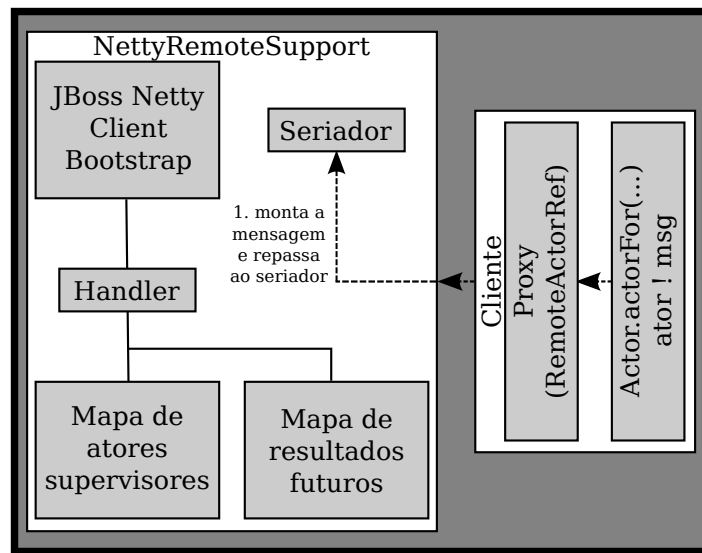 NettyRemoteSupport
JBoss Netty
Client
Bootstrap
Seriador
1. monta a
mensagem
e repassa
ao seriador
Handler
Mapa de
atores
supervisores
Mapa de
resultados
futuros
Cliente
Proxy
(RemoteActorRef)
Actor.actorFor(...)
ator ! msg